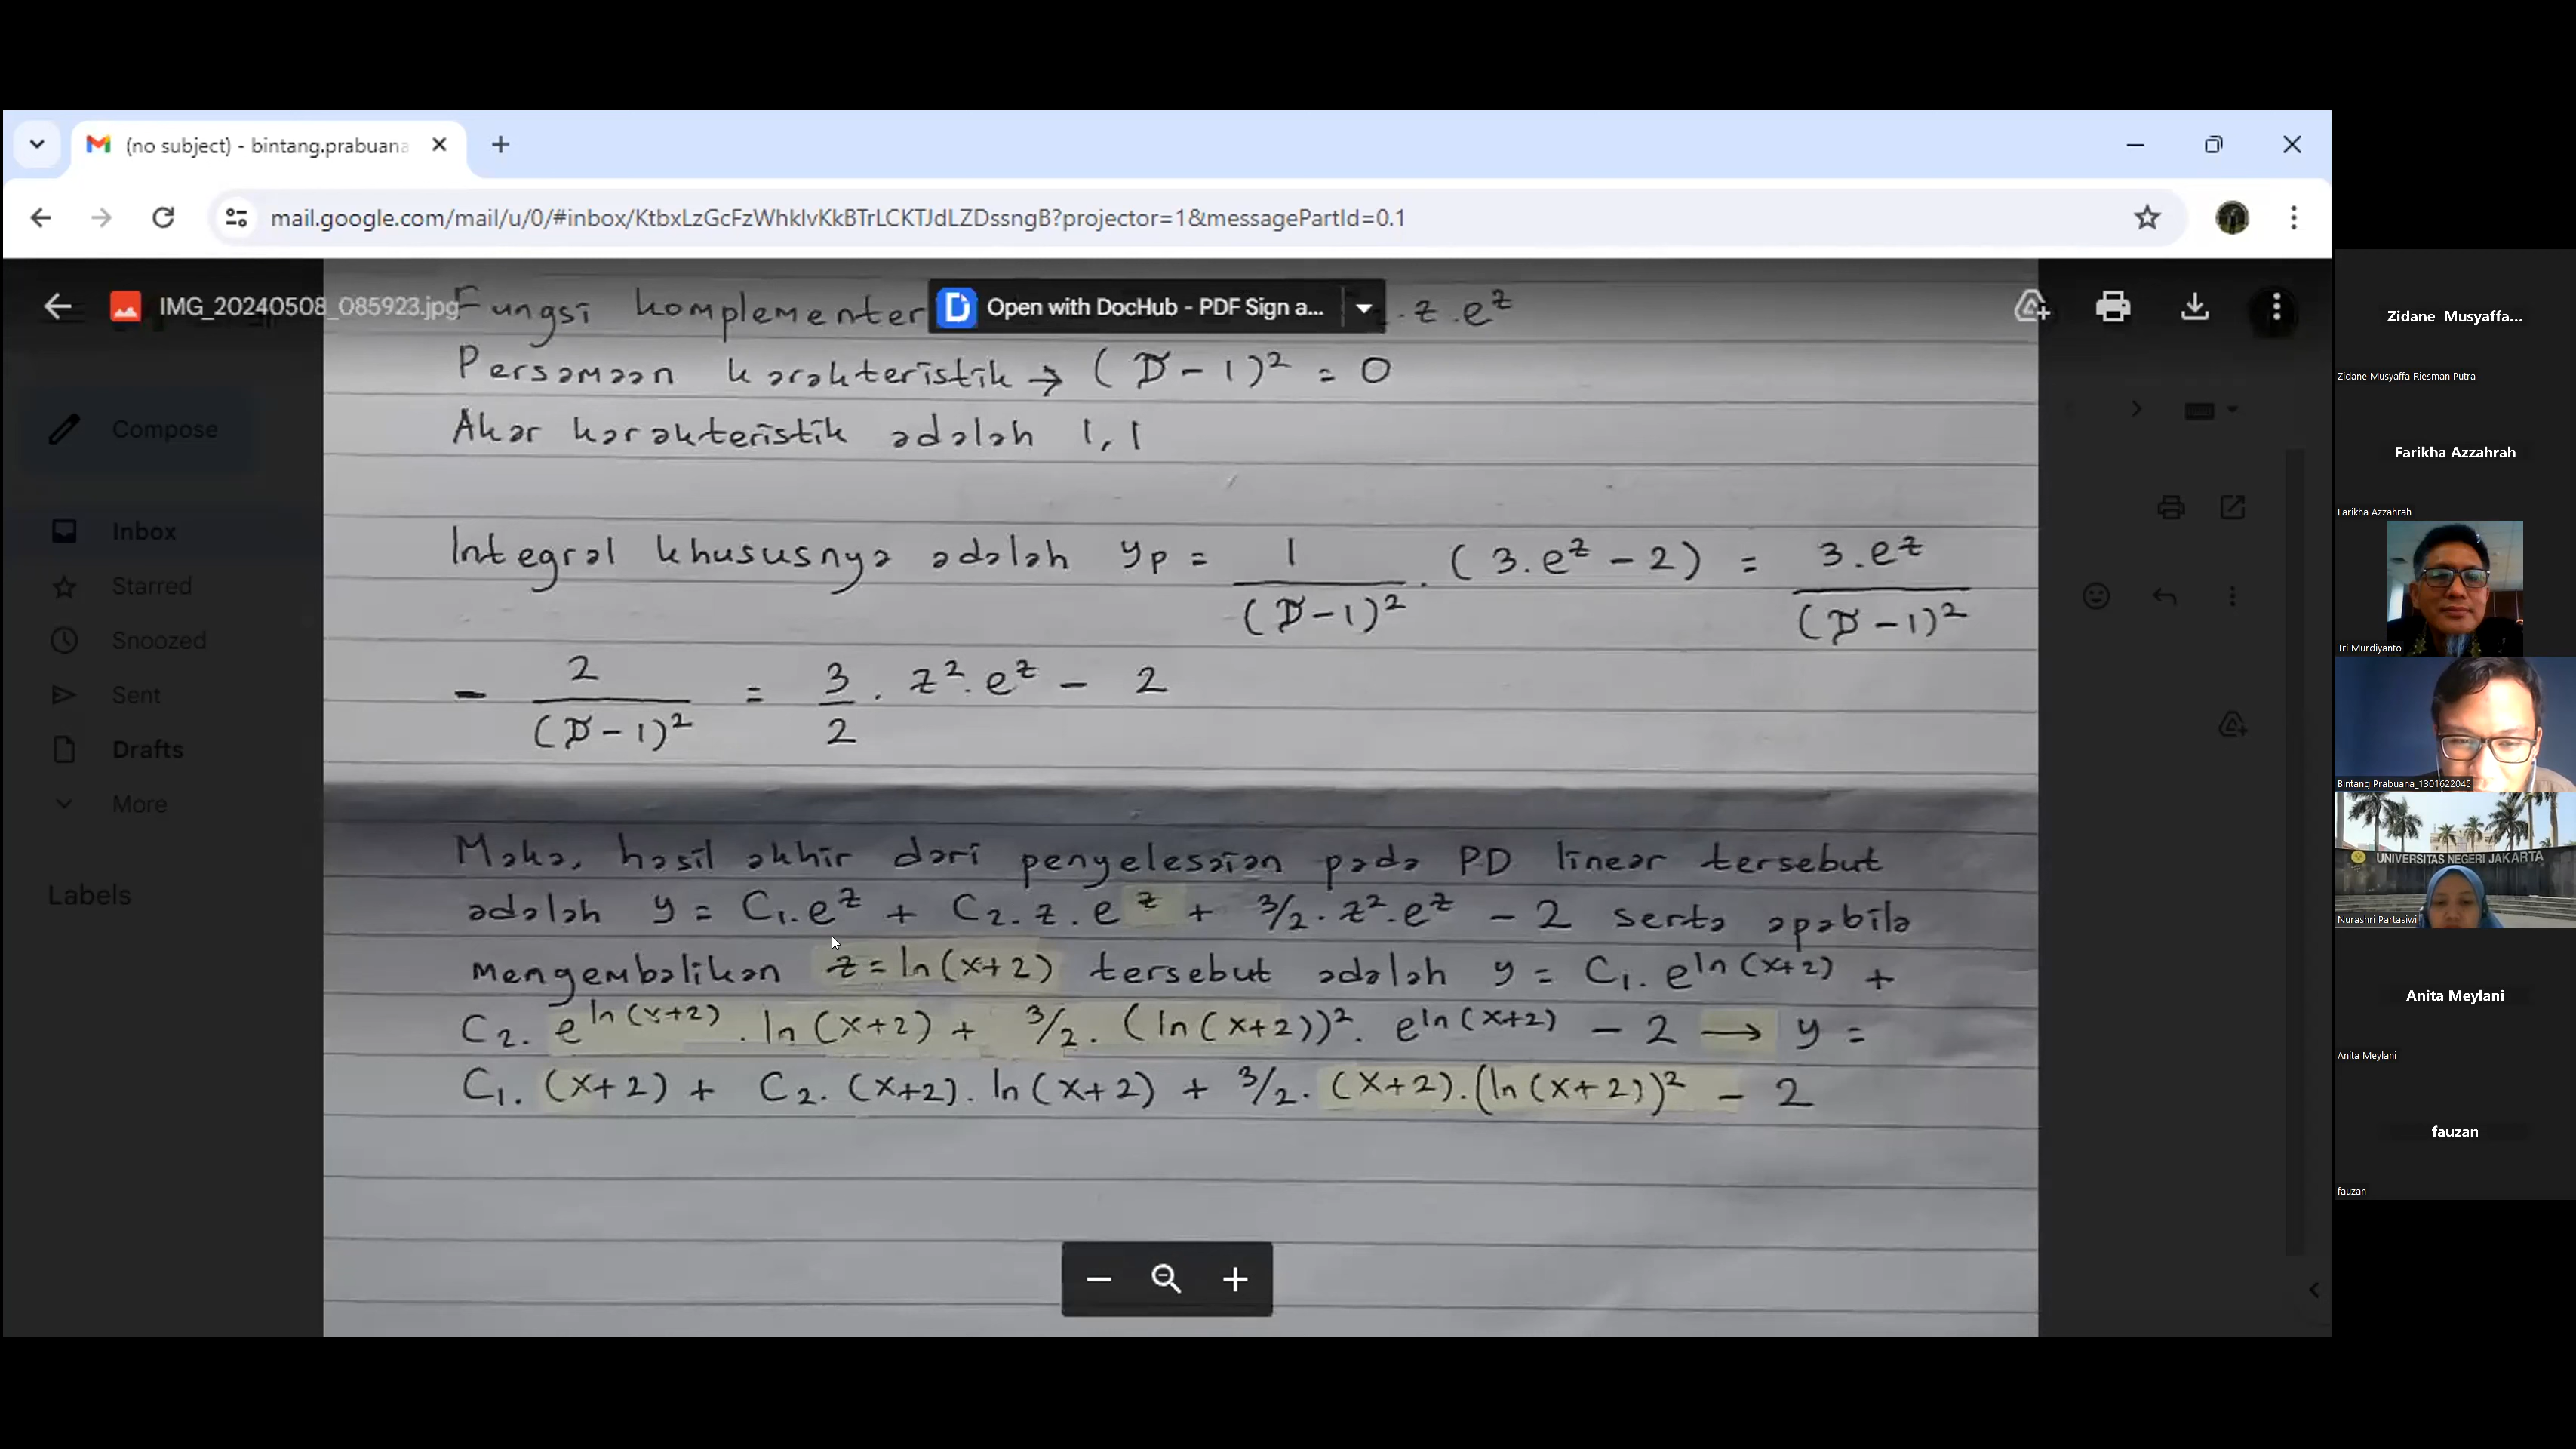 (no subject) - bintang.prabuana
mail.google.com/mail/u/0/#inbox/KtbxLzGcFzWhklvKkBTrLCKTJdLZDssngB?projector=1&messagePartId=0.1
IMG_20240508_085923.jpg
Open with DocHub - PDF Sign a...
Compose
Inbox
Starred
Snoozed
Sent
Drafts
More
Labels
Fungsi komplementer . z . e^z
Persamaan karakteristik → (D - 1)² = 0
Akar karakteristik adalah 1, 1
Integral khususnya adalah yp = 1/(D-1)² . (3.e^z - 2) = 3.e^z/(D-1)²
- 2/(D-1)² = 3/2 . z².e^z - 2
Maka, hasil akhir dari penyelesaian pada PD linear tersebut
adalah y = C₁.e^z + C₂.z.e^z + 3/2.z².e^z - 2 serta apabila
mengembalikan z = ln(x+2) tersebut adalah y = C₁.e^ln(x+2) +
C₂.e^ln(x+2).ln(x+2) + 3/2.(ln(x+2))².e^ln(x+2) - 2 → y =
C₁.(x+2) + C₂.(x+2).ln(x+2) + 3/2.(x+2).(ln(x+2))² - 2
Zidane Musyaffa...
Zidane Musyaffa Riesman Putra
Farikha Azzahrah
Farikha Azzahrah
Tri Murdiyanto
Bintang Prabuana_1301622045
UNIVERSITAS NEGERI JAKARTA
Nurashri Partasiwi
Anita Meylani
Anita Meylani
fauzan
fauzan